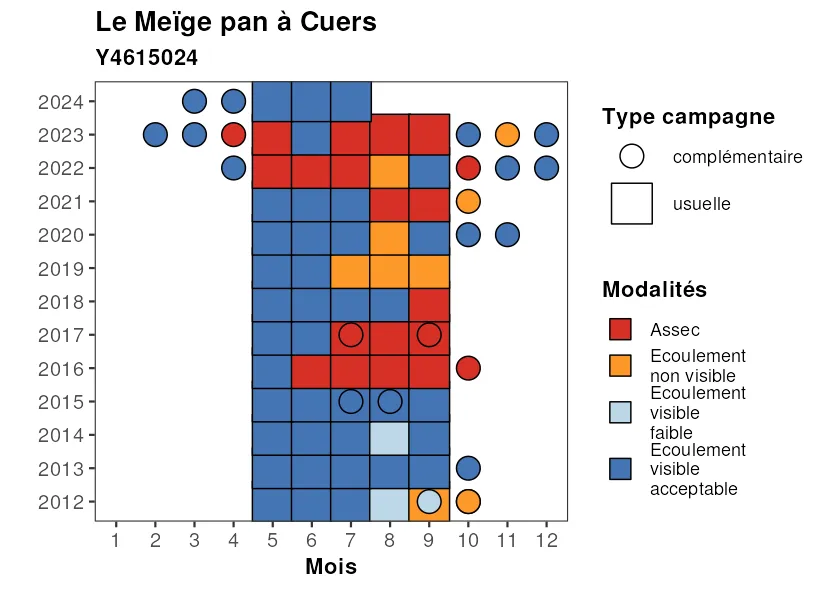 Le Meïge pan à Cuers
Y4615024
2024
2023
2022
2021
2020
2019
2018
2017
2016
2015
2014
2013
2012
1 2 3 4 5 6 7 8 9 10 11 12
Mois
Type campagne
complémentaire
usuelle
Modalités
Assec
Ecoulement
non visible
Ecoulement
visible
faible
Ecoulement
visible
acceptable